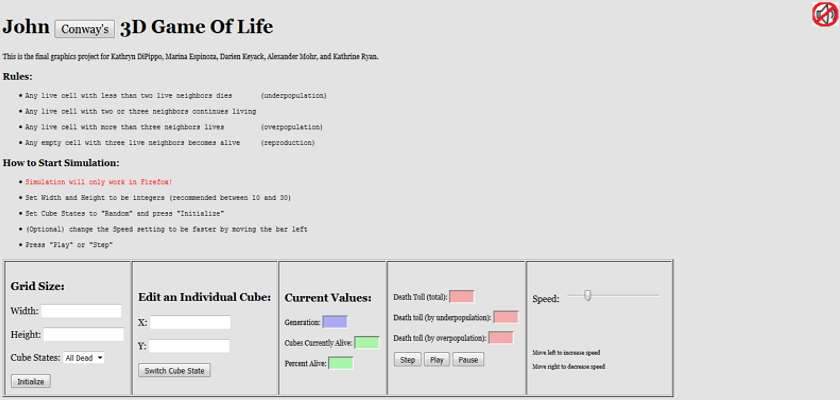 John Conway's 3D Game Of Life
This is the final graphics project for Kathryn DiPippo, Marina Espinoza, Darien Keyack, Alexander Mohr, and Kathrine Ryan.
Rules:
• Any live cell with less than two live neighbors dies (underpopulation)
• Any live cell with two or three neighbors continues living
• Any live cell with more than three neighbors lives (overpopulation)
• Any empty cell with three live neighbors becomes alive (reproduction)
How to Start Simulation:
• Simulation will only work in Firefox!
• Set Width and Height to be integers (recommended between 10 and 30)
• Set Cube States to "Random" and press "Initialize"
• (Optional) change the Speed setting to be faster by moving the bar left
• Press "Play" or "Step"
Grid Size:
Width:
Height:
Cube States: All Dead
Initialize
Edit an Individual Cube:
X:
Y:
Switch Cube State
Current Values:
Generation:
Cubes Currently Alive:
Percent Alive:
Death Toll (total):
Death toll (by underpopulation):
Death toll (by overpopulation):
Step Play Pause
Speed:
Move left to increase speed
Move right to decrease speed